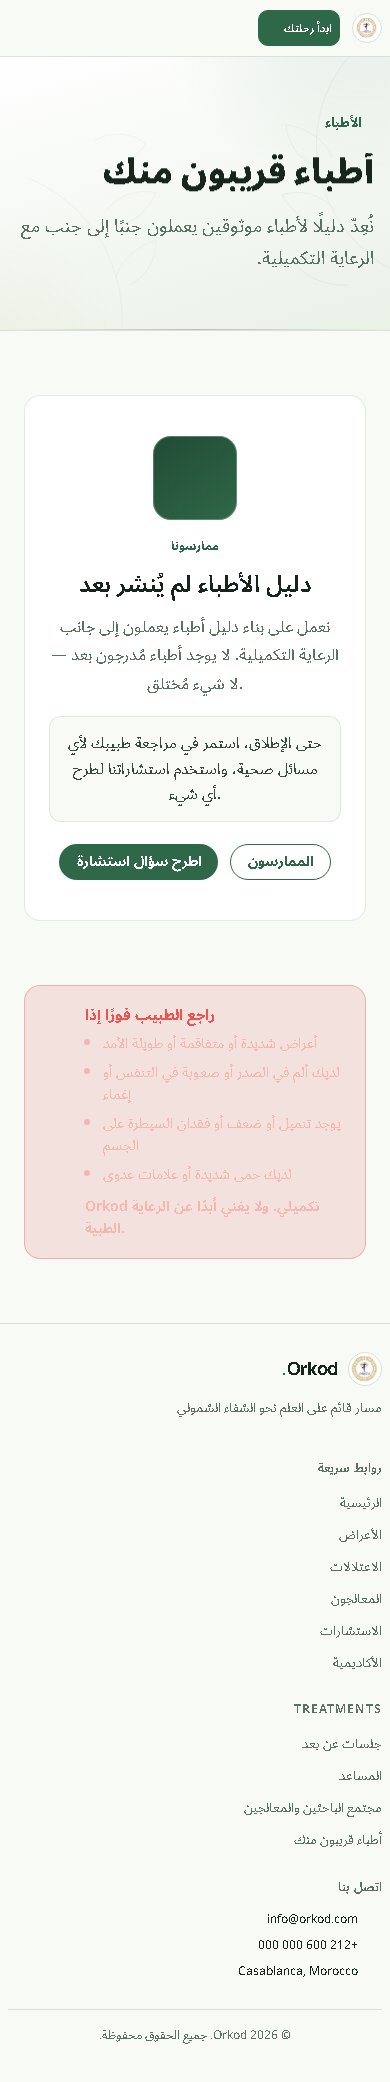 ابدأ رحلتك
الأطباء
أطباء قريبون منك
نُعِدّ دليلًا لأطباء موثوقين يعملون جنبًا إلى جنب مع
الرعاية التكميلية.
ممارسونا
دليل الأطباء لم يُنشر بعد
نعمل على بناء دليل أطباء يعملون إلى جانب
الرعاية التكميلية. لا يوجد أطباء مُدرجون بعد —
لا شيء مُختلق.
حتى الإطلاق، استمر في مراجعة طبيبك لأي
مسائل صحية، واستخدم استشاراتنا لطرح
أي شيء.
الممارسون
اطرح سؤال استشارة
راجع الطبيب فورًا إذا
أعراض شديدة أو متفاقمة أو طويلة الأمد
لديك ألم في الصدر أو صعوبة في التنفس أو
إغماء
يوجد تنميل أو ضعف أو فقدان السيطرة على
الجسم
لديك حمى شديدة أو علامات عدوى
Orkod تكميلي. ولا يغني أبدًا عن الرعاية
الطبية.
Orkod.
مسار قائم على العلم نحو الشفاء الشمولي
روابط سريعة
الرئيسية
الأعراض
الاعتلالات
المعالجون
الاستشارات
الأكاديمية
TREATMENTS
جلسات عن بعد
المساعد
مجتمع الباحثين والمعالجين
أطباء قريبون منك
اتصل بنا
info@orkod.com
000 000 600 212+
Casablanca, Morocco
© 2026 Orkod. جميع الحقوق محفوظة.